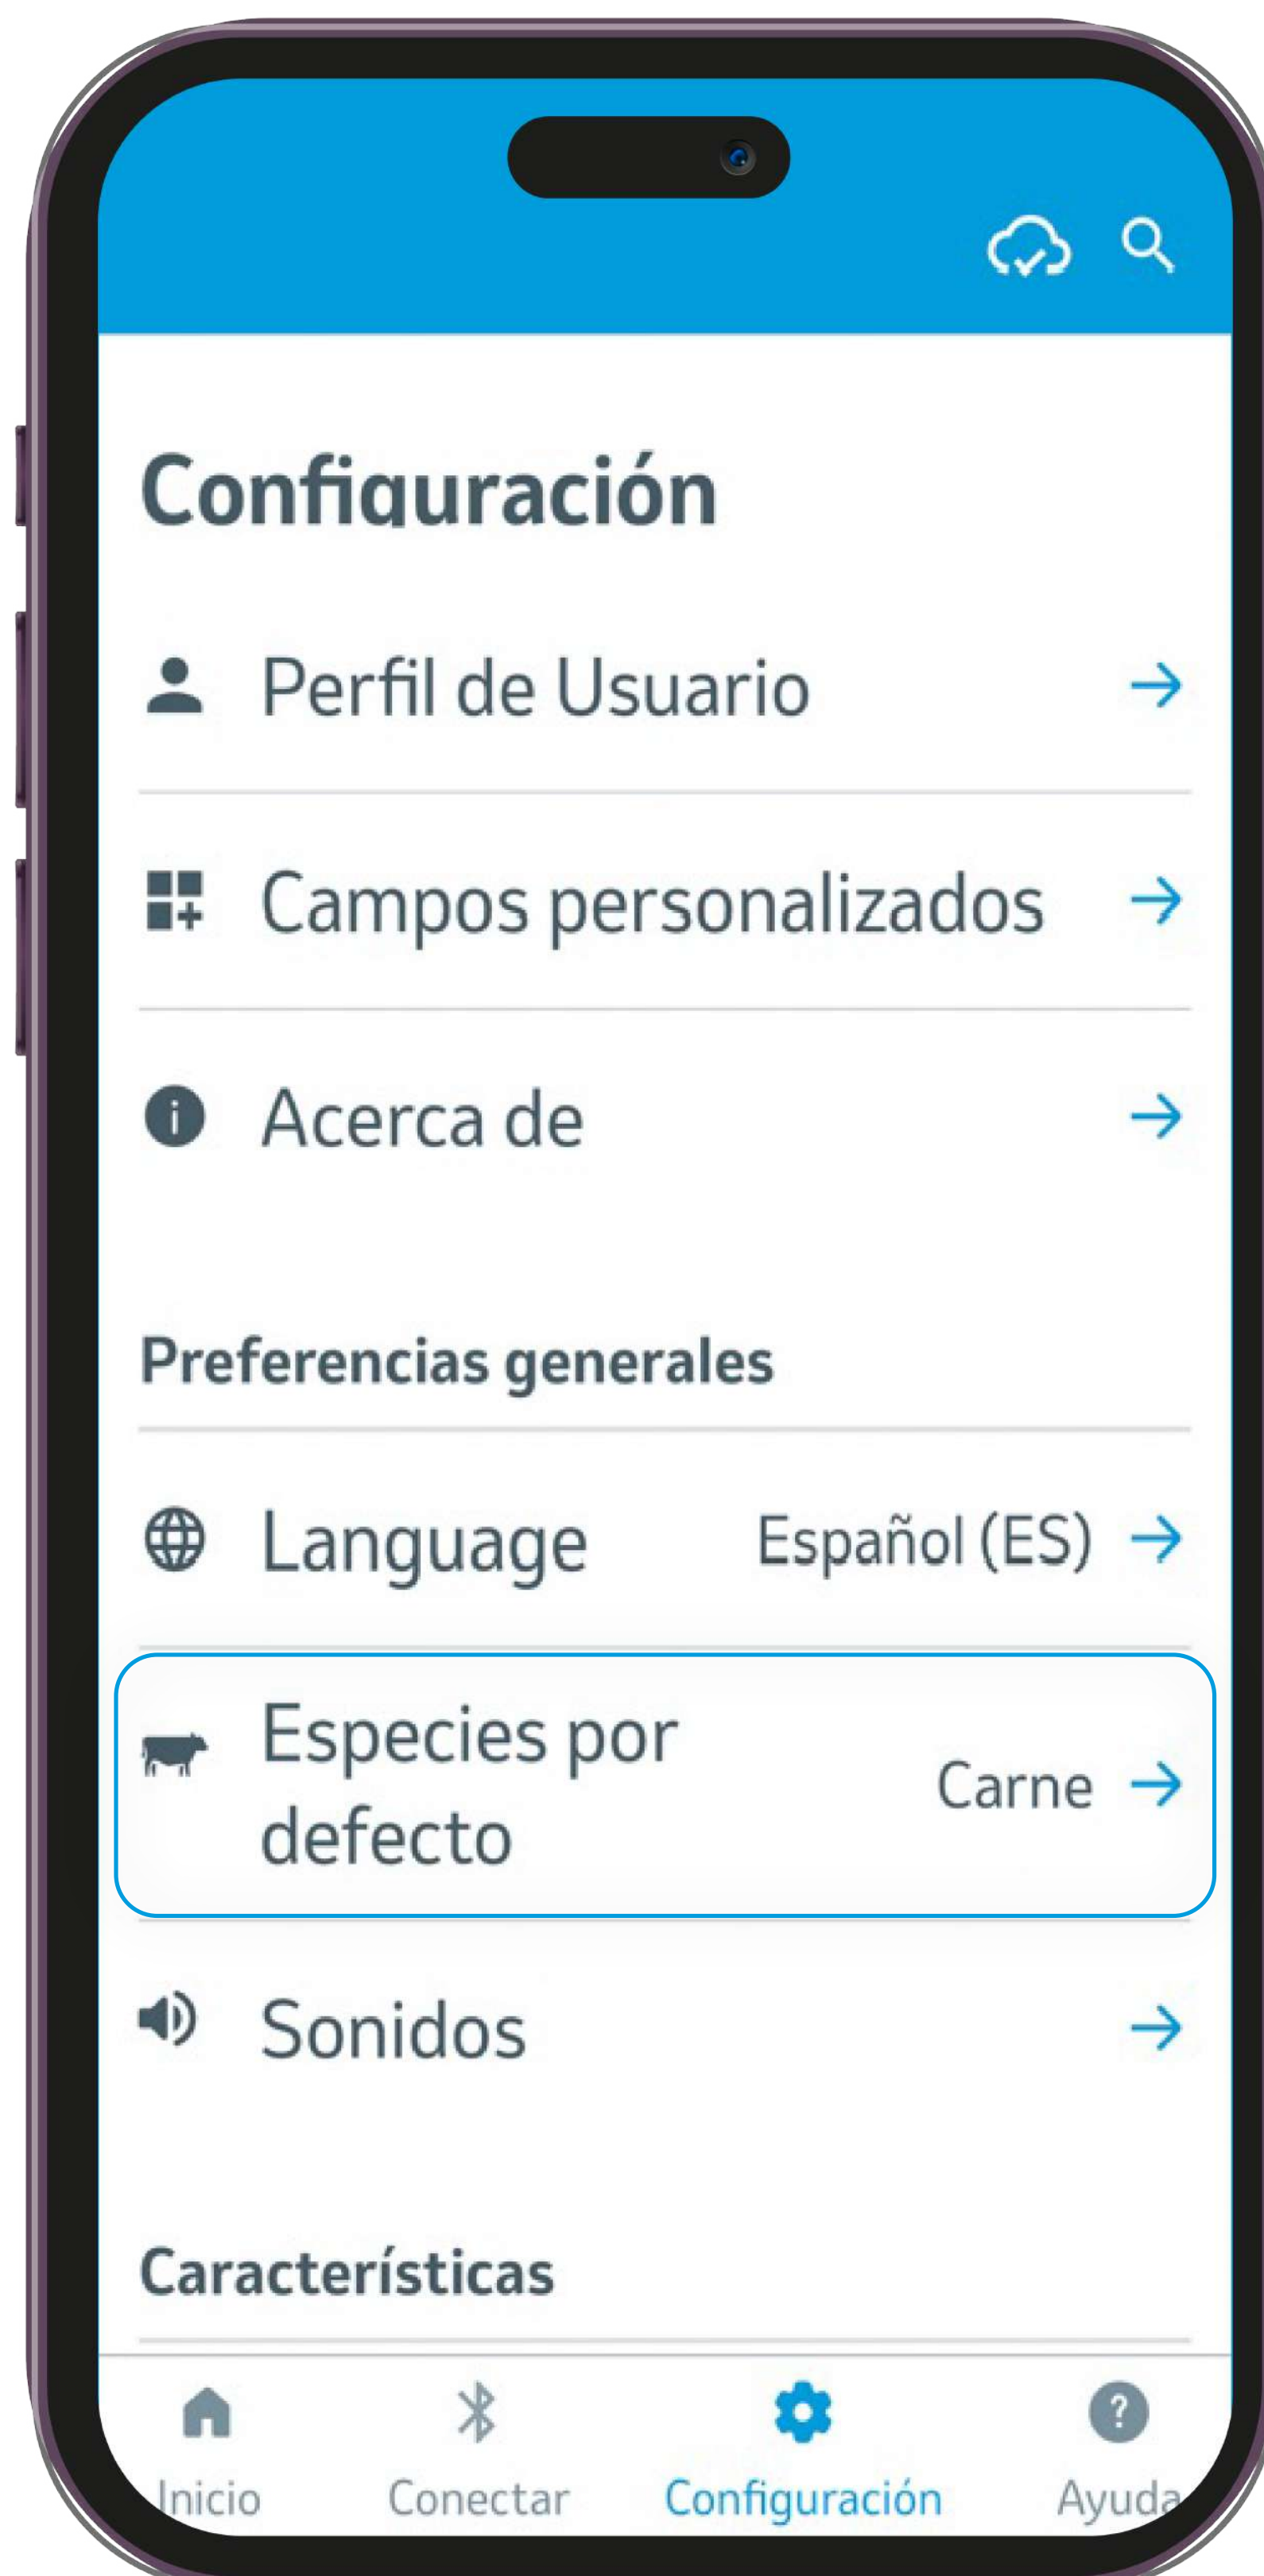 Configuración
Perfil de Usuario
Campos personalizados
Acerca de
Preferencias generales
Language Español (ES)
Especies por
defecto
Carne
Sonidos
Características
Inicio Conectar Configuración Ayuda